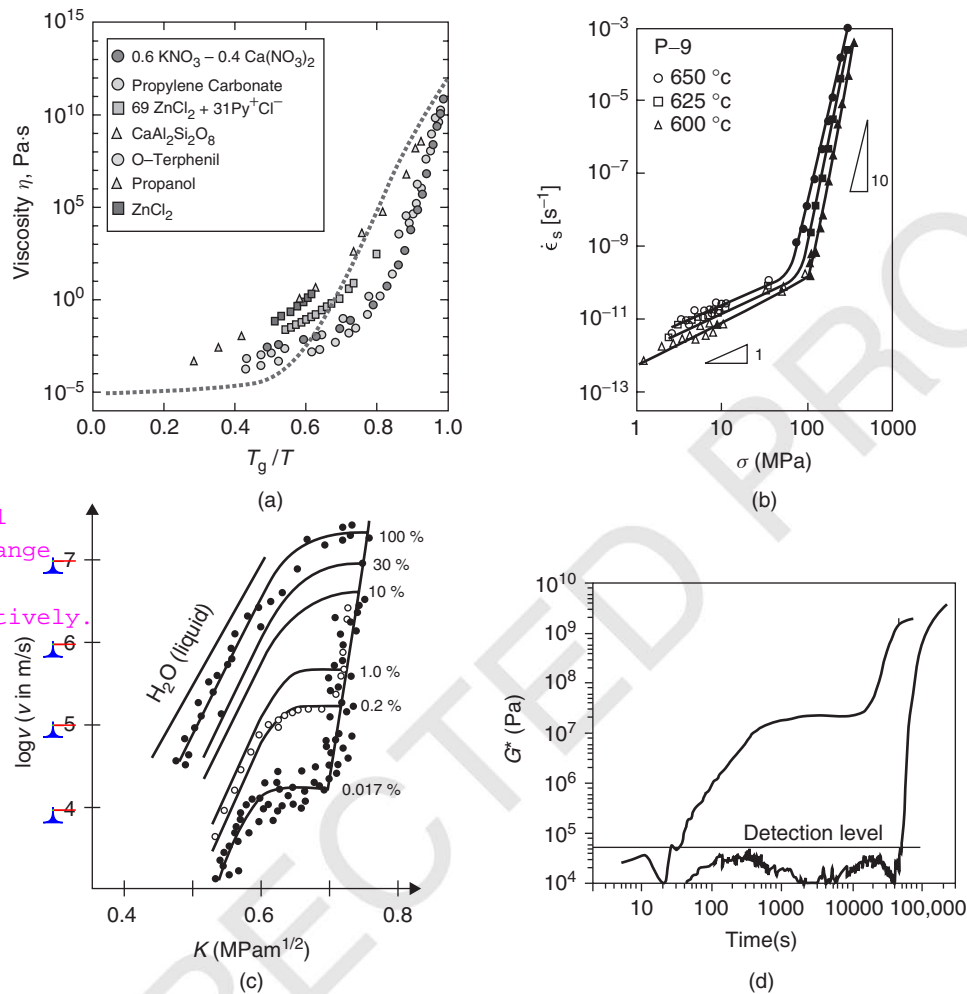 10^15
10^10
10^5
10^0
10^−5
Viscosity η, Pa·s
0.6 KNO3 – 0.4 Ca(NO3)2
Propylene Carbonate
69 ZnCl2 + 31Py+Cl−
CaAl2Si2O8
O–Terphenil
Propanol
ZnCl2
0.0 0.2 0.4 0.6 0.8 1.0
Tg /T
(a)
10^−3
10^−5
10^−7
10^−9
10^−11
10^−13
ε̇s [s^−1]
P–9
650 °c
625 °c
600 °c
10
1
1 10 100 1000
σ (MPa)
(b)
ange
tively.
7
6
5
4
logv (v in m/s)
H2O (liquid)
100 %
30 %
10 %
1.0 %
0.2 %
0.017 %
0.4 0.6 0.8
K (MPam^1/2)
(c)
10^10
10^9
10^8
10^7
10^6
10^5
10^4
G* (Pa)
Detection level
10 100 1000 10000 100,000
Time(s)
(d)
ECTED PRO